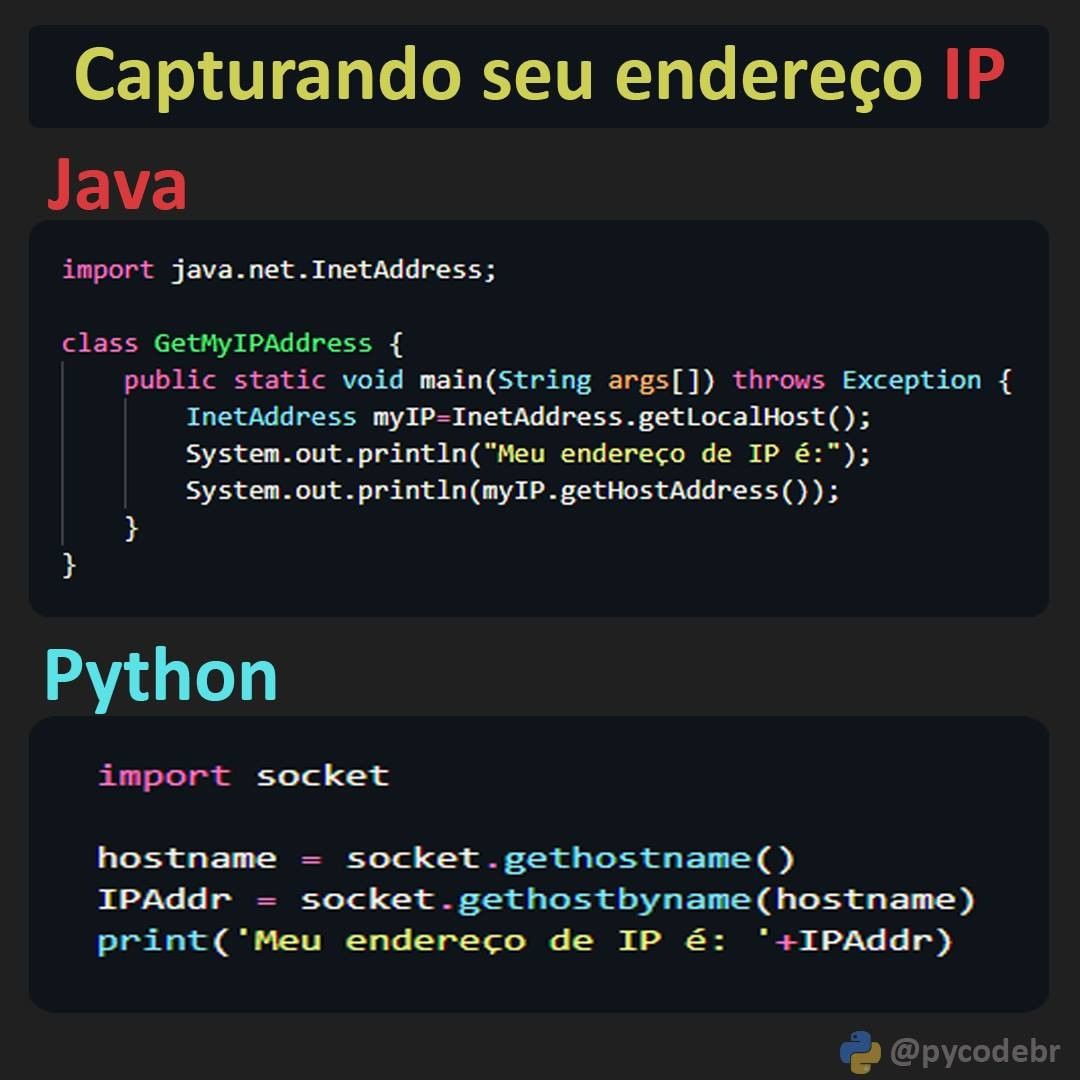 Capturando seu endereço IP
Java
import java.net.InetAddress;
class GetMyIPAddress {
public static void main(String args[]) throws Exception {
InetAddress myIP=InetAddress.getLocalHost();
System.out.println("Meu endereço de IP é:");
System.out.println(myIP.getHostAddress());
}
}
Python
import socket
hostname = socket.gethostname()
IPAddr = socket.gethostbyname(hostname)
print('Meu endereço de IP é: '+IPAddr)
@pycodebr